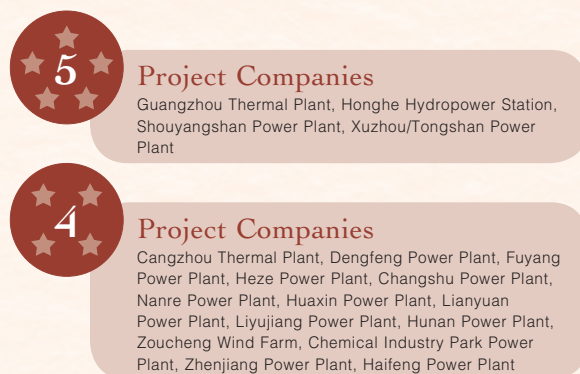 5
Project Companies
Guangzhou Thermal Plant, Honghe Hydropower Station,
Shouyangshan Power Plant, Xuzhou/Tongshan Power
Plant
4
Project Companies
Cangzhou Thermal Plant, Dengfeng Power Plant, Fuyang
Power Plant, Heze Power Plant, Changshu Power Plant,
Nanre Power Plant, Huaxin Power Plant, Lianyuan
Power Plant, Liyujiang Power Plant, Hunan Power Plant,
Zoucheng Wind Farm, Chemical Industry Park Power
Plant, Zhenjiang Power Plant, Haifeng Power Plant